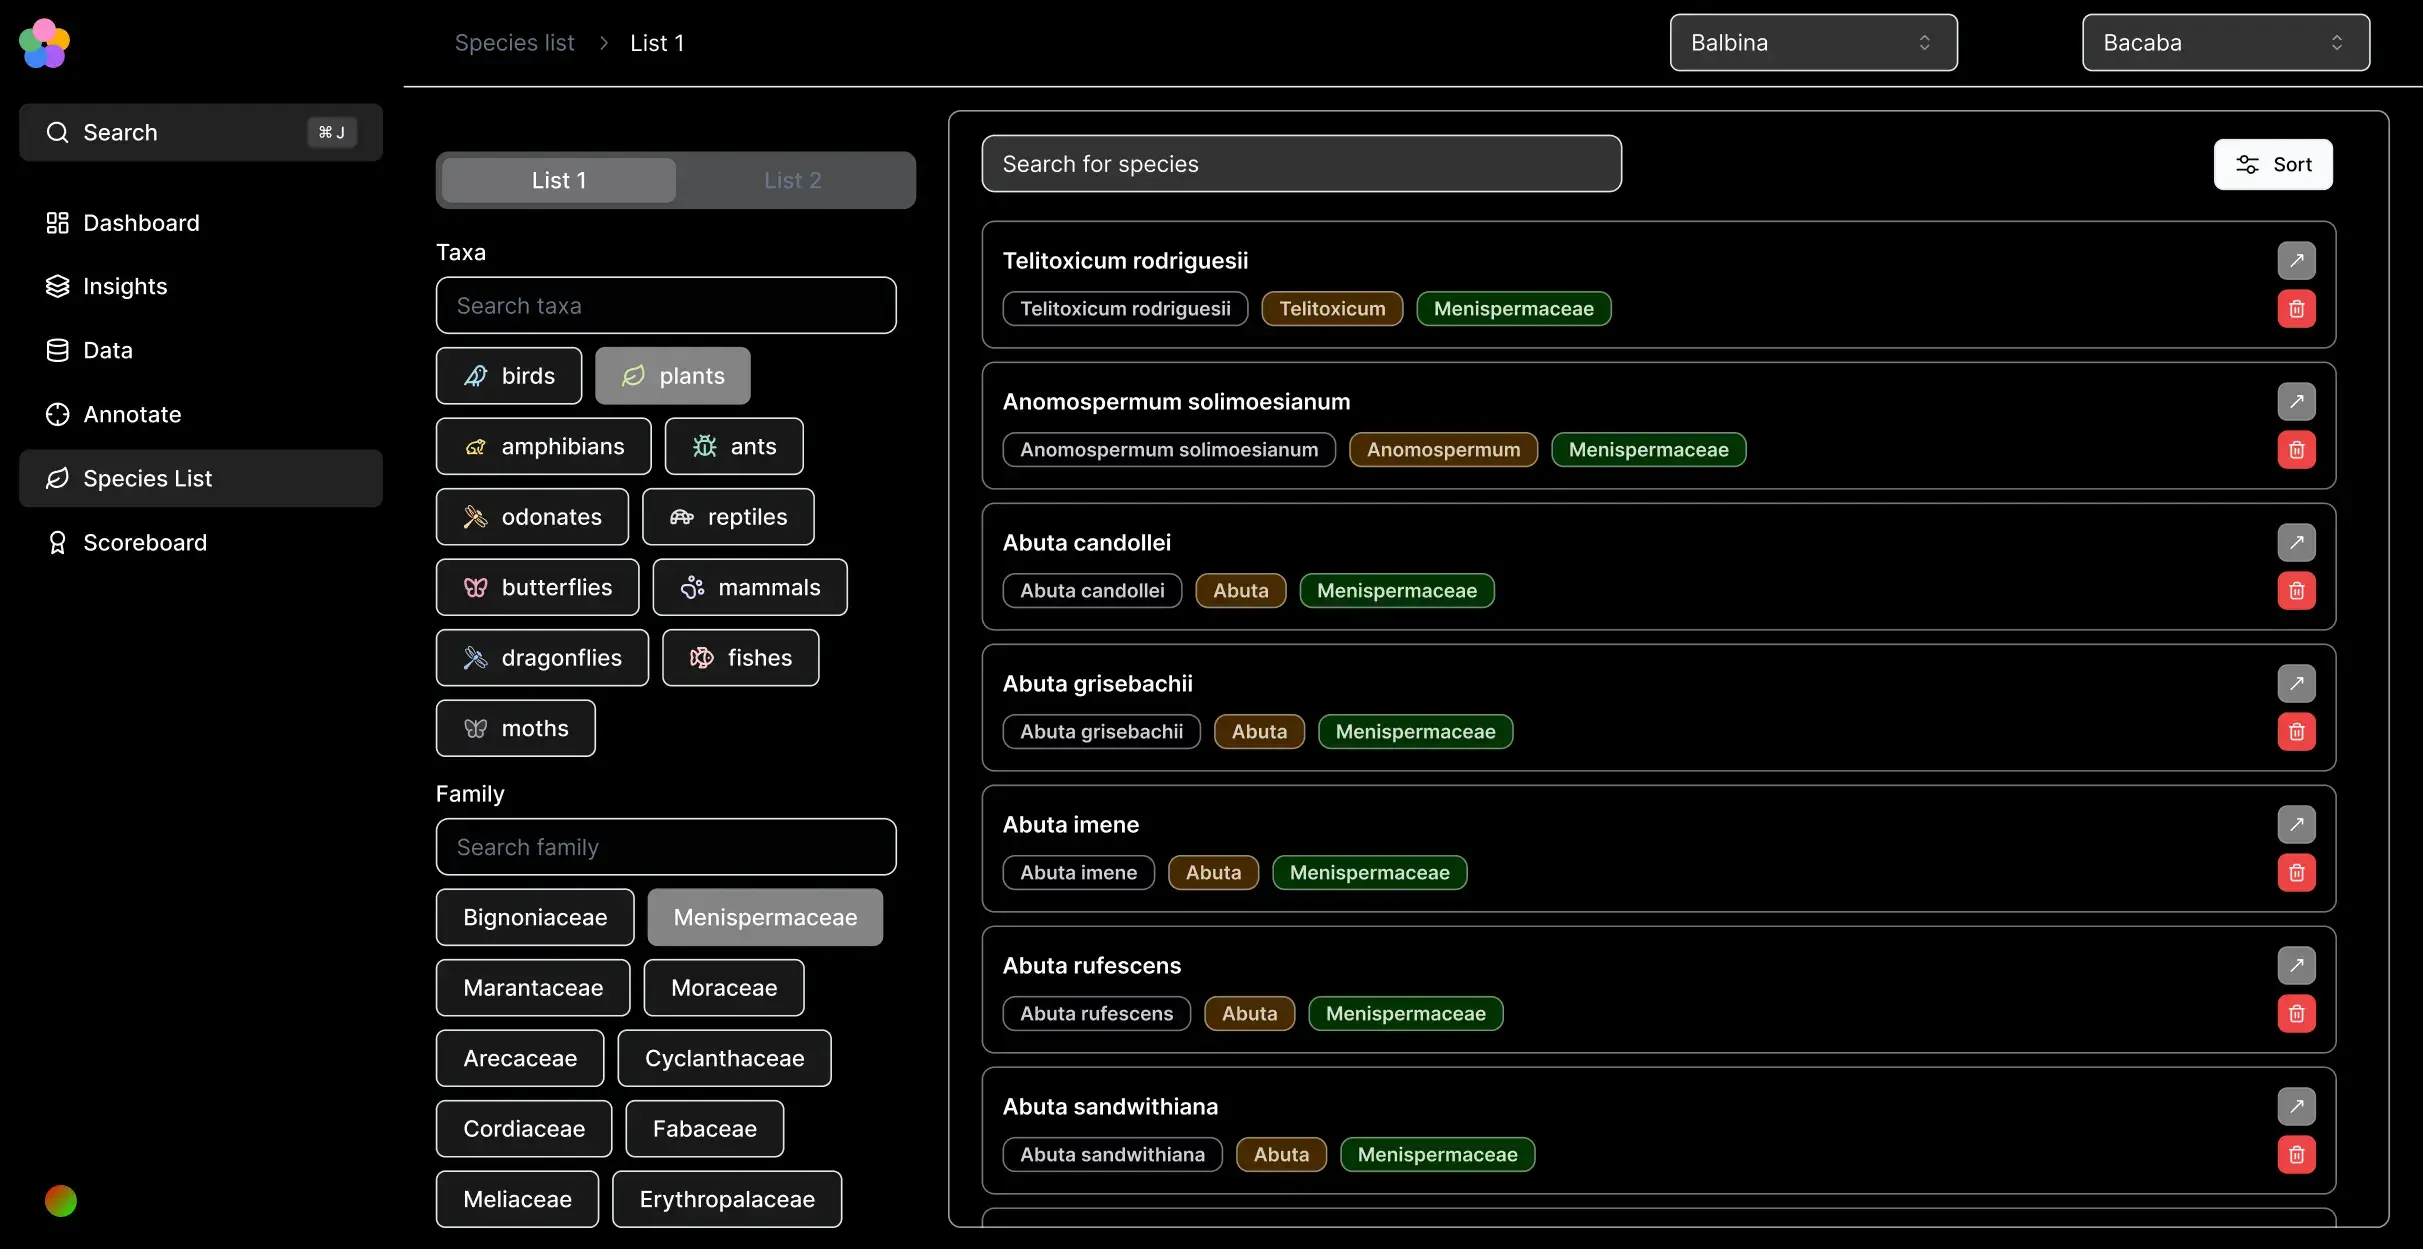 Species list > List 1
Balbina
Bacaba
Search ⌘ J
Dashboard
Insights
Data
Annotate
Species List
Scoreboard
List 1 List 2
Taxa
Search taxa
birds plants
amphibians ants
odonates reptiles
butterflies mammals
dragonflies fishes
moths
Family
Search family
Bignoniaceae Menispermaceae
Marantaceae Moraceae
Arecaceae Cyclanthaceae
Cordiaceae Fabaceae
Meliaceae Erythropalaceae
Search for species
Sort
Telitoxicum rodriguesii
Telitoxicum rodriguesii Telitoxicum Menispermaceae
Anomospermum solimoesianum
Anomospermum solimoesianum Anomospermum Menispermaceae
Abuta candollei
Abuta candollei Abuta Menispermaceae
Abuta grisebachii
Abuta grisebachii Abuta Menispermaceae
Abuta imene
Abuta imene Abuta Menispermaceae
Abuta rufescens
Abuta rufescens Abuta Menispermaceae
Abuta sandwithiana
Abuta sandwithiana Abuta Menispermaceae